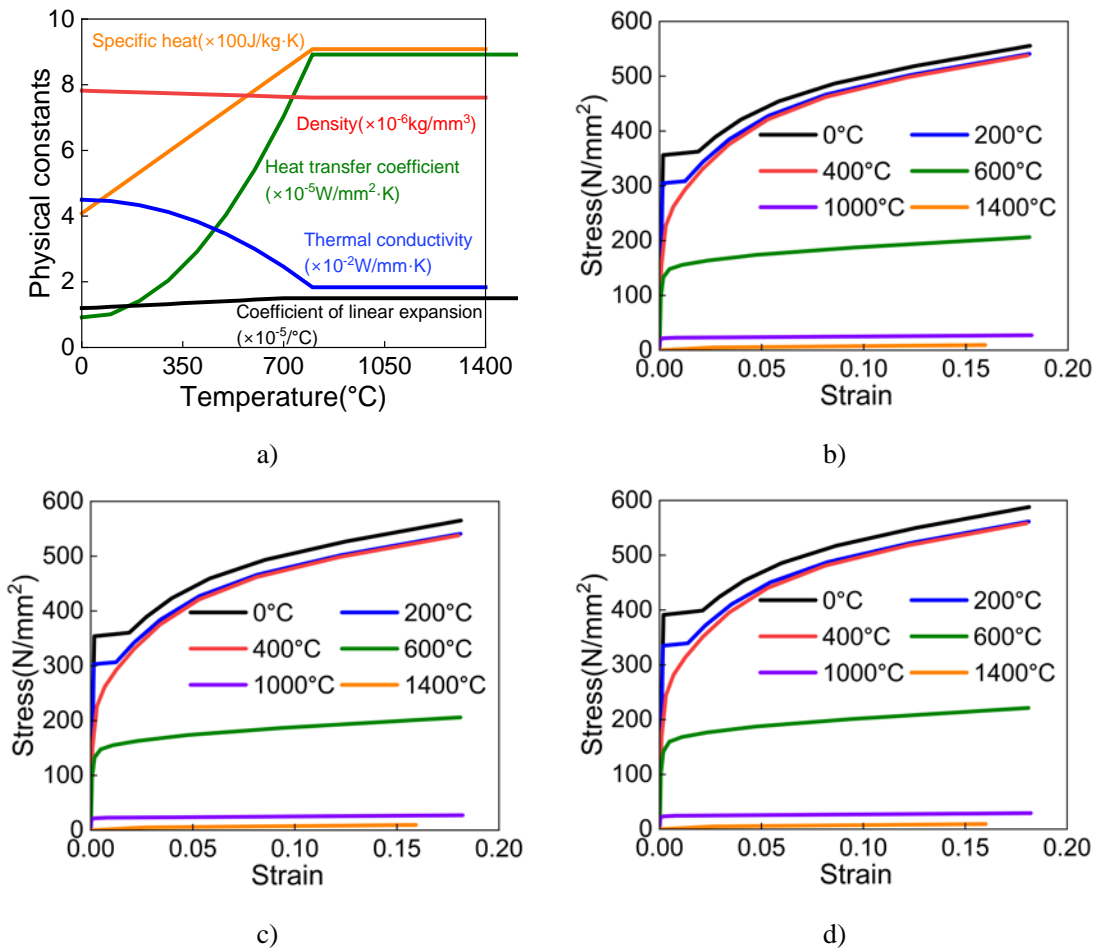 10
8
6
4
2
0
Physical constants
Specific heat(×100J/kg·K)
Density(×10⁻⁶kg/mm³)
Heat transfer coefficient
(×10⁻⁵W/mm²·K)
Thermal conductivity
(×10⁻²W/mm·K)
Coefficient of linear expansion
(×10⁻⁵/°C)
0 350 700 1050 1400
Temperature(°C)
a)
600
500
400
300
200
100
0
Stress(N/mm²)
0°C 200°C
400°C 600°C
1000°C 1400°C
0.00 0.05 0.10 0.15 0.20
Strain
b)
600
500
400
300
200
100
0
Stress(N/mm²)
0°C 200°C
400°C 600°C
1000°C 1400°C
0.00 0.05 0.10 0.15 0.20
Strain
c)
600
500
400
300
200
100
0
Stress(N/mm²)
0°C 200°C
400°C 600°C
1000°C 1400°C
0.00 0.05 0.10 0.15 0.20
Strain
d)